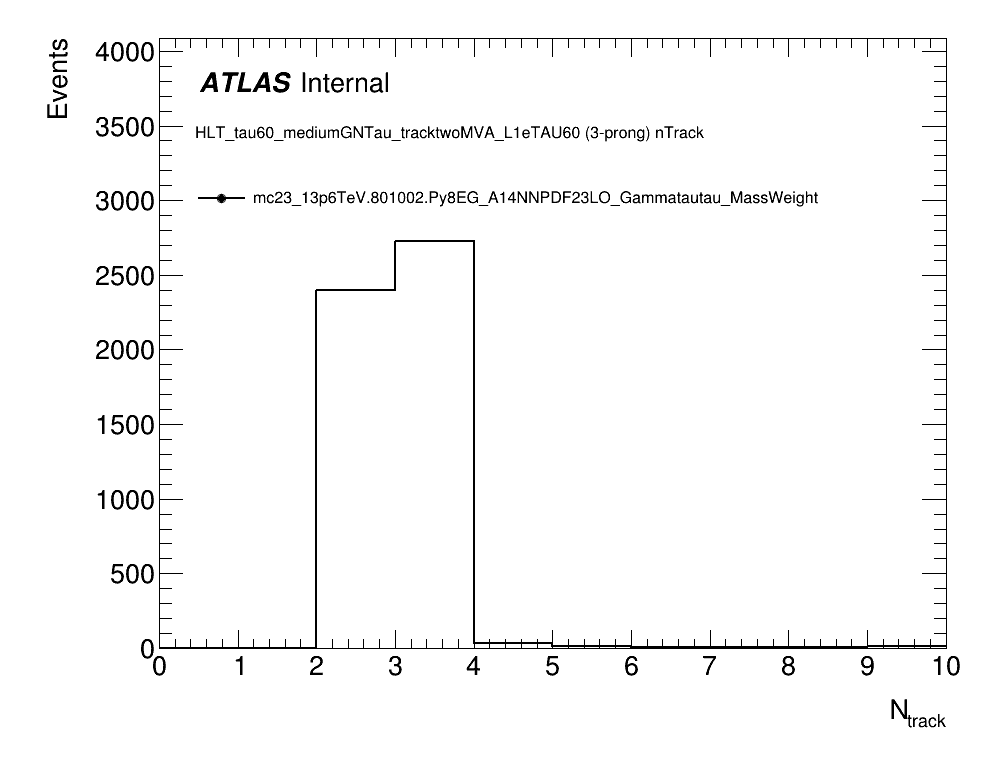 Events
4000
ATLAS Internal
3500
HLT_tau60_mediumGNTau_tracktwoMVA_L1eTAU60 (3-prong) nTrack
3000
mc23_13p6TeV.801002.Py8EG_A14NNPDF23LO_Gammatautau_MassWeight
2500
2000
1500
1000
500
0
0 1 2 3 4 5 6 7 8 9 10
N_track